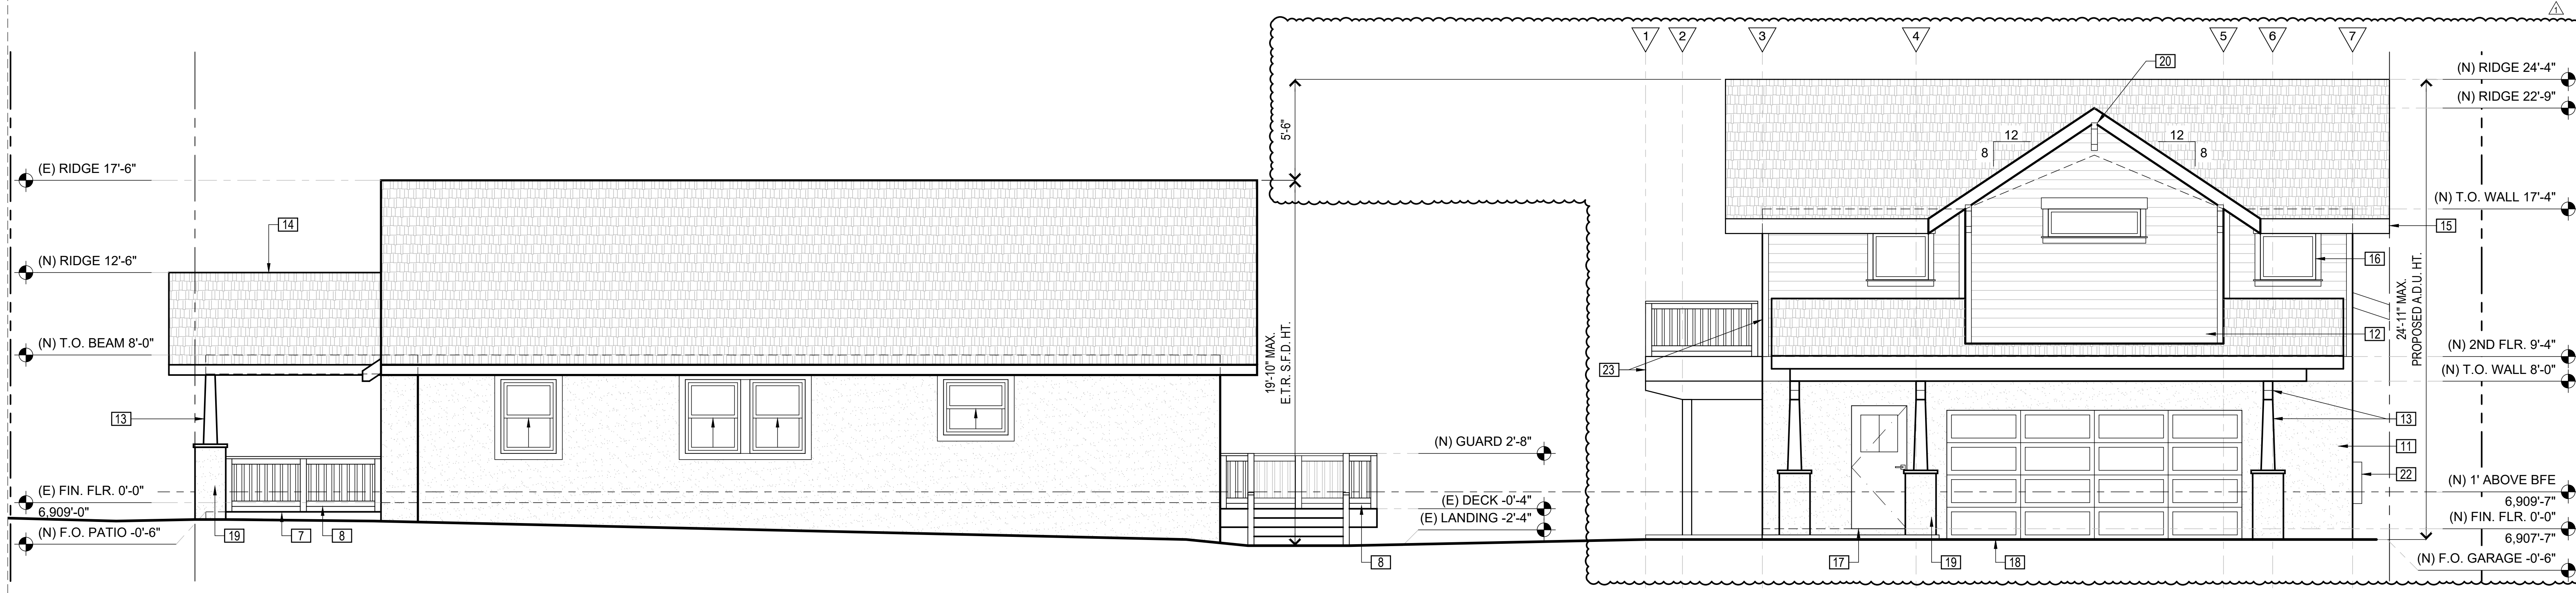 1
1
2
3
4
5
6
7
20
(N) RIDGE 24'-4"
(N) RIDGE 22'-9"
5'-6"
12
8
12
8
(E) RIDGE 17'-6"
(N) T.O. WALL 17'-4"
14
15
(N) RIDGE 12'-6"
16
24'-11" MAX.
PROPOSED A.D.U. HT.
19'-10" MAX.
E.T.R. S.F.D. HT.
12
(N) T.O. BEAM 8'-0"
(N) 2ND FLR. 9'-4"
23
(N) T.O. WALL 8'-0"
13
13
(N) GUARD 2'-8"
11
22
(E) FIN. FLR. 0'-0"
6,909'-0"
(N) 1' ABOVE BFE
6,909'-7"
(E) DECK -0'-4"
(E) LANDING -2'-4"
(N) FIN. FLR. 0'-0"
6,907'-7"
(N) F.O. PATIO -0'-6"
19
7
8
8
17
19
18
(N) F.O. GARAGE -0'-6"